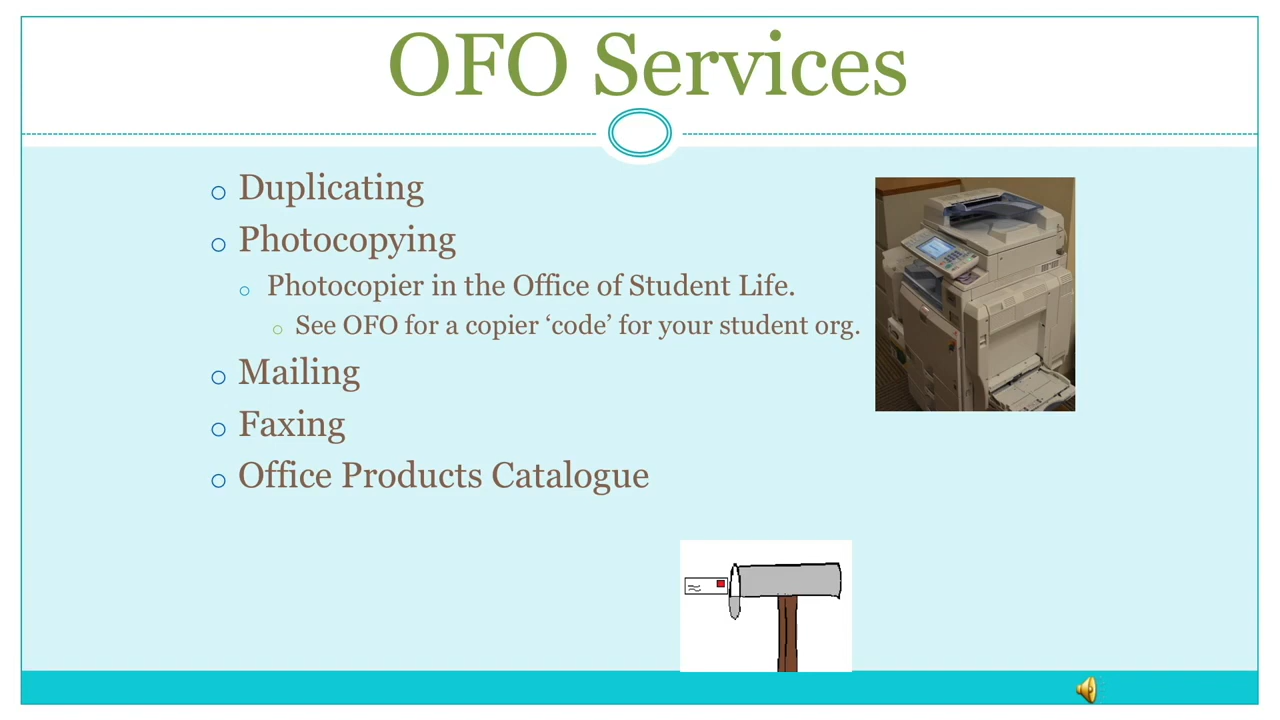 OFO Services
Duplicating
Photocopying
Photocopier in the Office of Student Life.
See OFO for a copier ‘code’ for your student org.
Mailing
Faxing
Office Products Catalogue